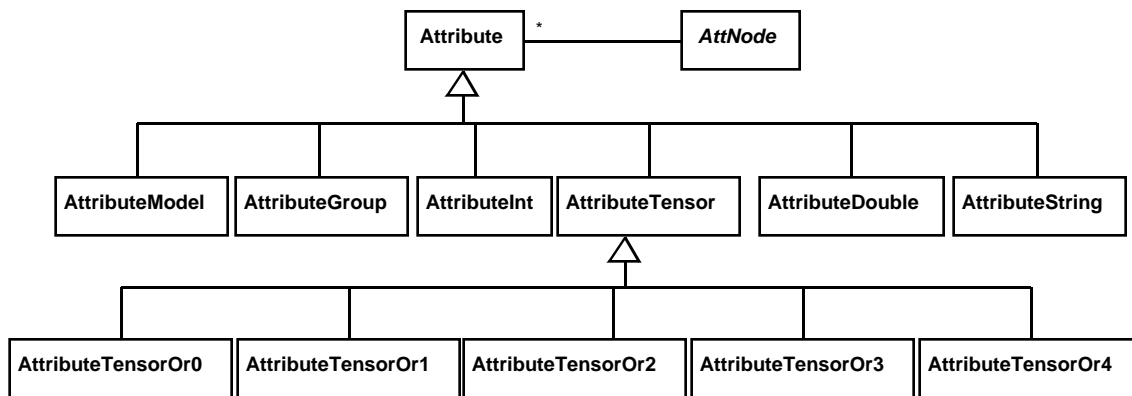 Attribute * AttNode
AttributeModel AttributeGroup AttributeInt AttributeTensor AttributeDouble AttributeString
AttributeTensorOr0 AttributeTensorOr1 AttributeTensorOr2 AttributeTensorOr3 AttributeTensorOr4